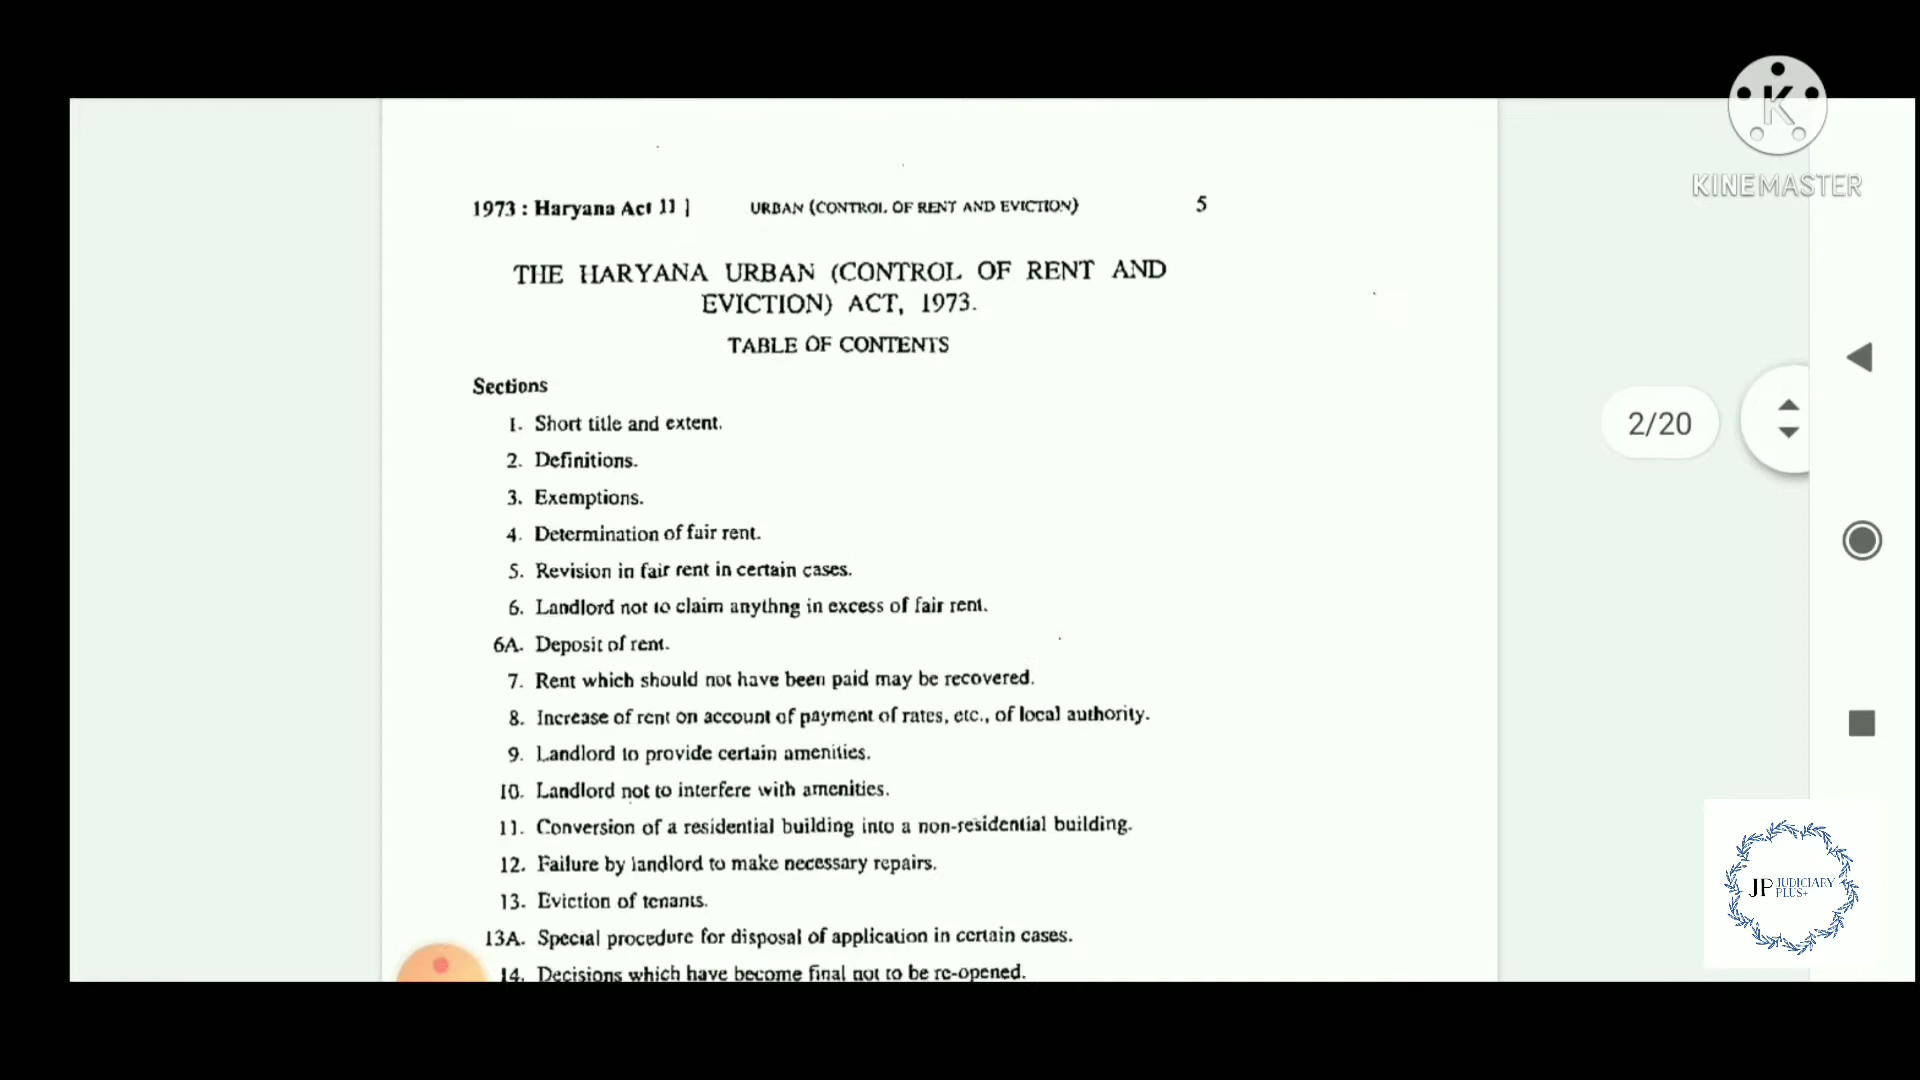 KINEMASTER
1973 : Haryana Act 11 ] URBAN (CONTROL OF RENT AND EVICTION) 5
THE HARYANA URBAN (CONTROL OF RENT AND
EVICTION) ACT, 1973.
TABLE OF CONTENTS
Sections
1. Short title and extent.
2. Definitions.
3. Exemptions.
4. Determination of fair rent.
5. Revision in fair rent in certain cases.
6. Landlord not to claim anythng in excess of fair rent.
6A. Deposit of rent.
7. Rent which should not have been paid may be recovered.
8. Increase of rent on account of payment of rates, etc., of local authority.
9. Landlord to provide certain amenities.
10. Landlord not to interfere with amenities.
11. Conversion of a residential building into a non-residential building.
12. Failure by landlord to make necessary repairs.
13. Eviction of tenants.
13A. Special procedure for disposal of application in certain cases.
14. Decisions which have become final not to be re-opened.
2/20
JP JUDICIARY
PLUS+